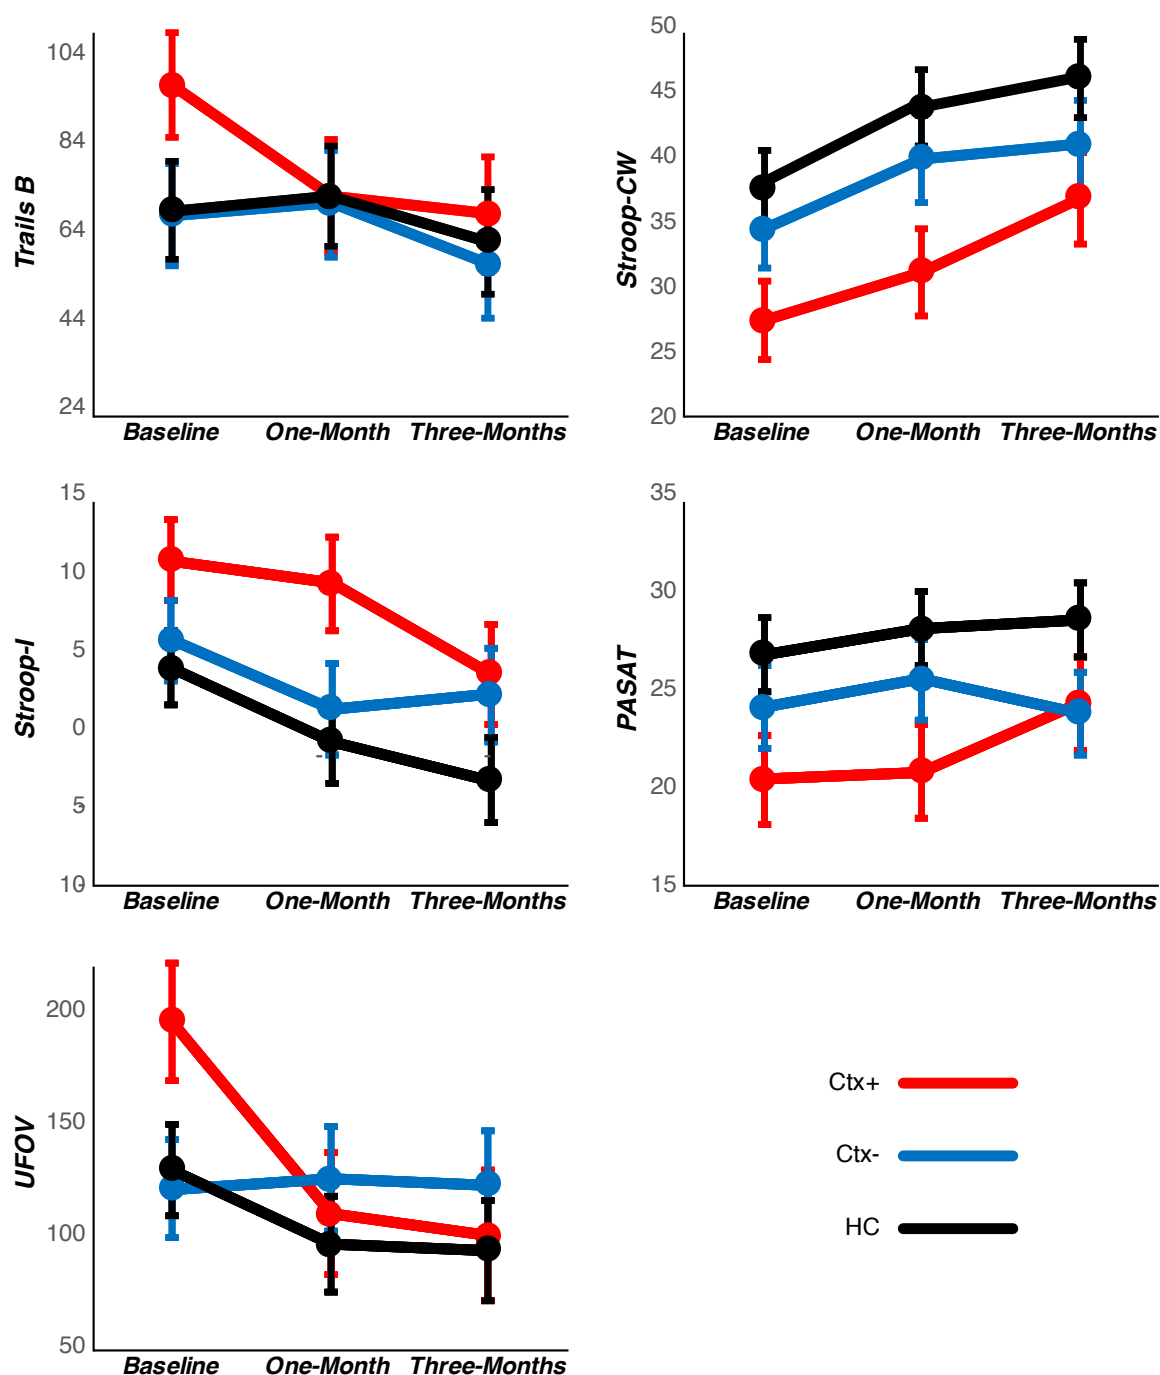 Trails B
104
84
64
44
24
Baseline One-Month Three-Months
Stroop-CW
50
45
40
35
30
25
20
Baseline One-Month Three-Months
Stroop-I
15
10
5
0
5-
10-
Baseline One-Month Three-Months
PASAT
35
30
25
20
15
Baseline One-Month Three-Months
UFOV
200
150
100
50
Baseline One-Month Three-Months
Ctx+
Ctx-
HC